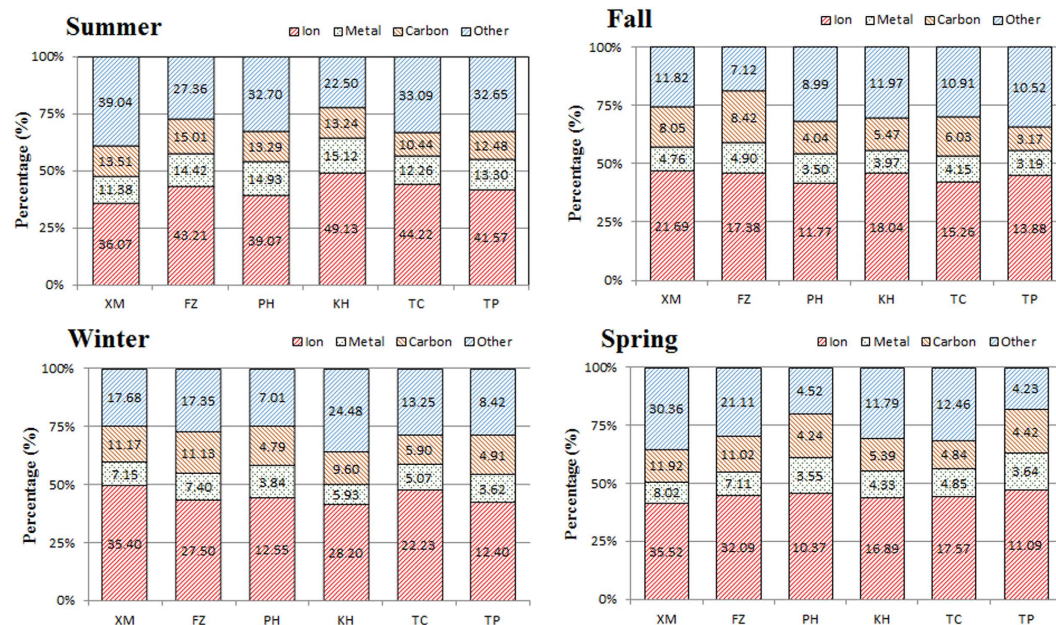 Summer
Ion Metal Carbon Other
Percentage (%)
100%
75%
50%
25%
0%
39.04 27.36 32.70 22.50 33.09 32.65
13.51 15.01 13.29 13.24 10.44 12.48
11.38 14.42 14.93 15.12 12.26 13.30
36.07 43.21 39.07 49.13 44.22 41.57
XM FZ PH KH TC TP
Fall
Ion Metal Carbon Other
Percentage (%)
100%
75%
50%
25%
0%
11.82 7.12 8.99 11.97 10.91 10.52
8.05 8.42 4.04 5.47 6.03 3.17
4.76 4.90 3.50 3.97 4.15 3.19
21.69 17.38 11.77 18.04 15.26 13.88
XM FZ PH KH TC TP
Winter
Ion Metal Carbon Other
Percentage (%)
100%
75%
50%
25%
0%
17.68 17.35 7.01 24.48 13.25 8.42
11.17 11.13 4.79 9.60 5.90 4.91
7.15 7.40 3.84 5.93 5.07 3.62
35.40 27.50 12.55 28.20 22.23 12.40
XM FZ PH KH TC TP
Spring
Ion Metal Carbon Other
Percentage (%)
100%
75%
50%
25%
0%
30.36 21.11 4.52 11.79 12.46 4.23
11.92 11.02 4.24 5.39 4.84 4.42
8.02 7.11 3.55 4.33 4.85 3.64
35.52 32.09 10.37 16.89 17.57 11.09
XM FZ PH KH TC TP